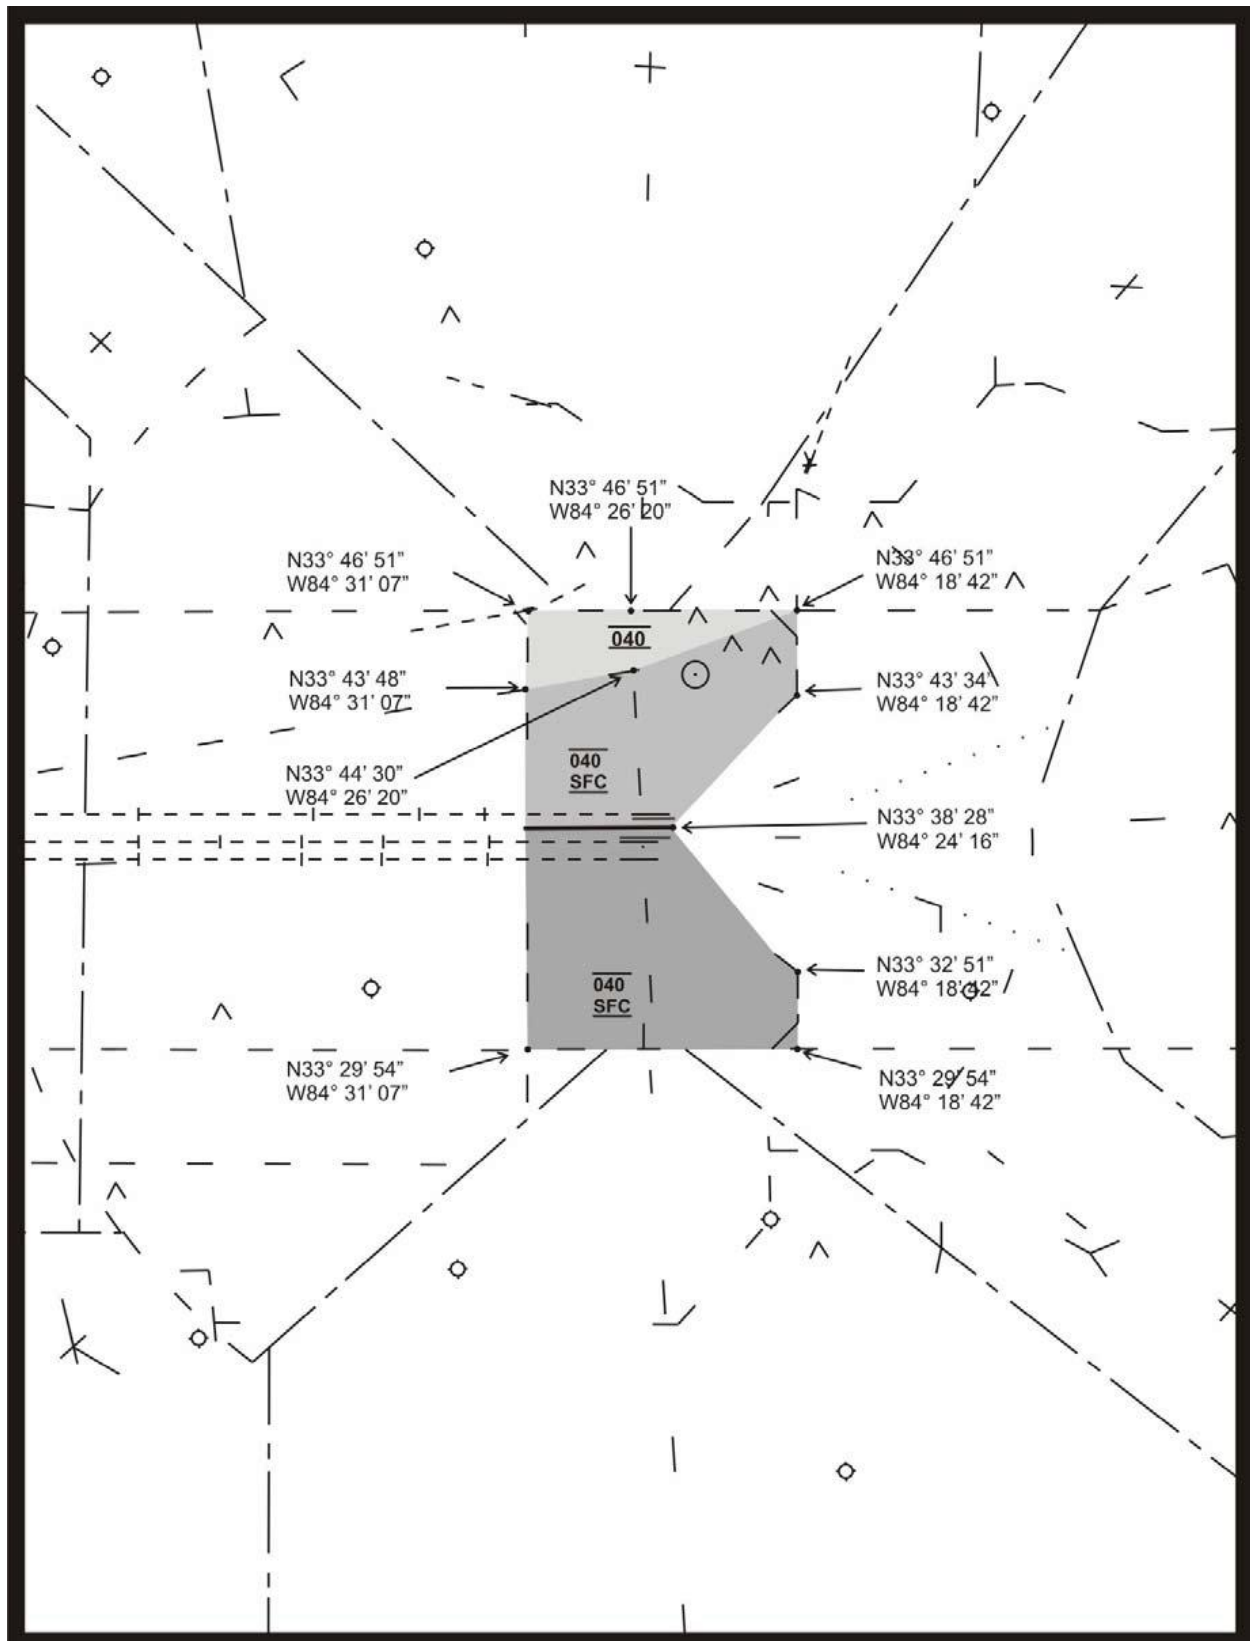 N33° 46’ 51”
W84° 26’ 20”
N33° 46’ 51”
W84° 31’ 07”
N33° 46’ 51”
W84° 18’ 42”
040
N33° 43’ 48”
W84° 31’ 07”
N33° 43’ 34”
W84° 18’ 42”
N33° 44’ 30”
W84° 26’ 20”
040
SFC
N33° 38’ 28”
W84° 24’ 16”
N33° 32’ 51”
W84° 18’ 42”
040
SFC
N33° 29’ 54”
W84° 31’ 07”
N33° 29’ 54”
W84° 18’ 42”